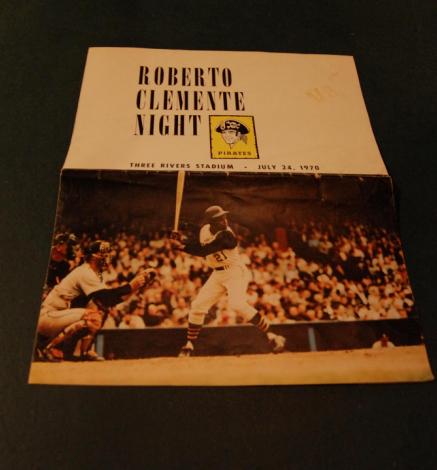 ROBERTO
CLEMENTE
NIGHT
PIRATES
THREE RIVERS STADIUM - JULY 24, 1970
21